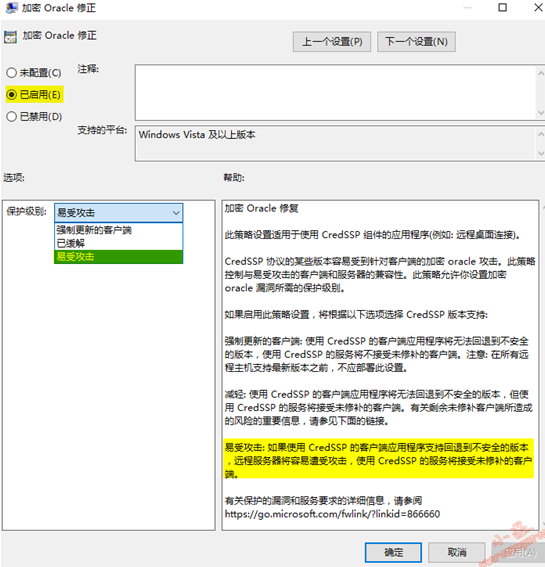 加密 Oracle 修正
加密 Oracle 修正
上一个设置(P)
下一个设置(N)
未配置(C)
注释:
已启用(E)
已禁用(D)
支持的平台:
Windows Vista 及以上版本
选项:
帮助:
保护级别:
易受攻击
强制更新的客户端
已缓解
易受攻击
加密 Oracle 修复
此策略设置适用于使用 CredSSP 组件的应用程序(例如: 远程桌面连接)。
CredSSP 协议的某些版本容易受到针对客户端的加密 oracle 攻击。此策略
控制与易受攻击的客户端和服务器的兼容性。此策略允许你设置加密
oracle 漏洞所需的保护级别。
如果启用此策略设置，将根据以下选项选择 CredSSP 版本支持:
强制更新的客户端: 使用 CredSSP 的客户端应用程序将无法回退到不安全
的版本，使用 CredSSP 的服务将不接受未修补的客户端。注意: 在所有远
程主机支持最新版本之前，不应部署此设置。
减轻: 使用 CredSSP 的客户端应用程序将无法回退到不安全的版本，但使
用 CredSSP 的服务将接受未修补的客户端。有关剩余未修补客户端所造成
的风险的重要信息，请参见下面的链接。
易受攻击: 如果使用 CredSSP 的客户端应用程序支持回退到不安全的版本
，远程服务器将容易遭受攻击，使用 CredSSP 的服务将接受未修补的客户
端。
有关保护的漏洞和服务要求的详细信息，请参阅
https://go.microsoft.com/fwlink/?linkid=866660
确定
取消
应用(A)